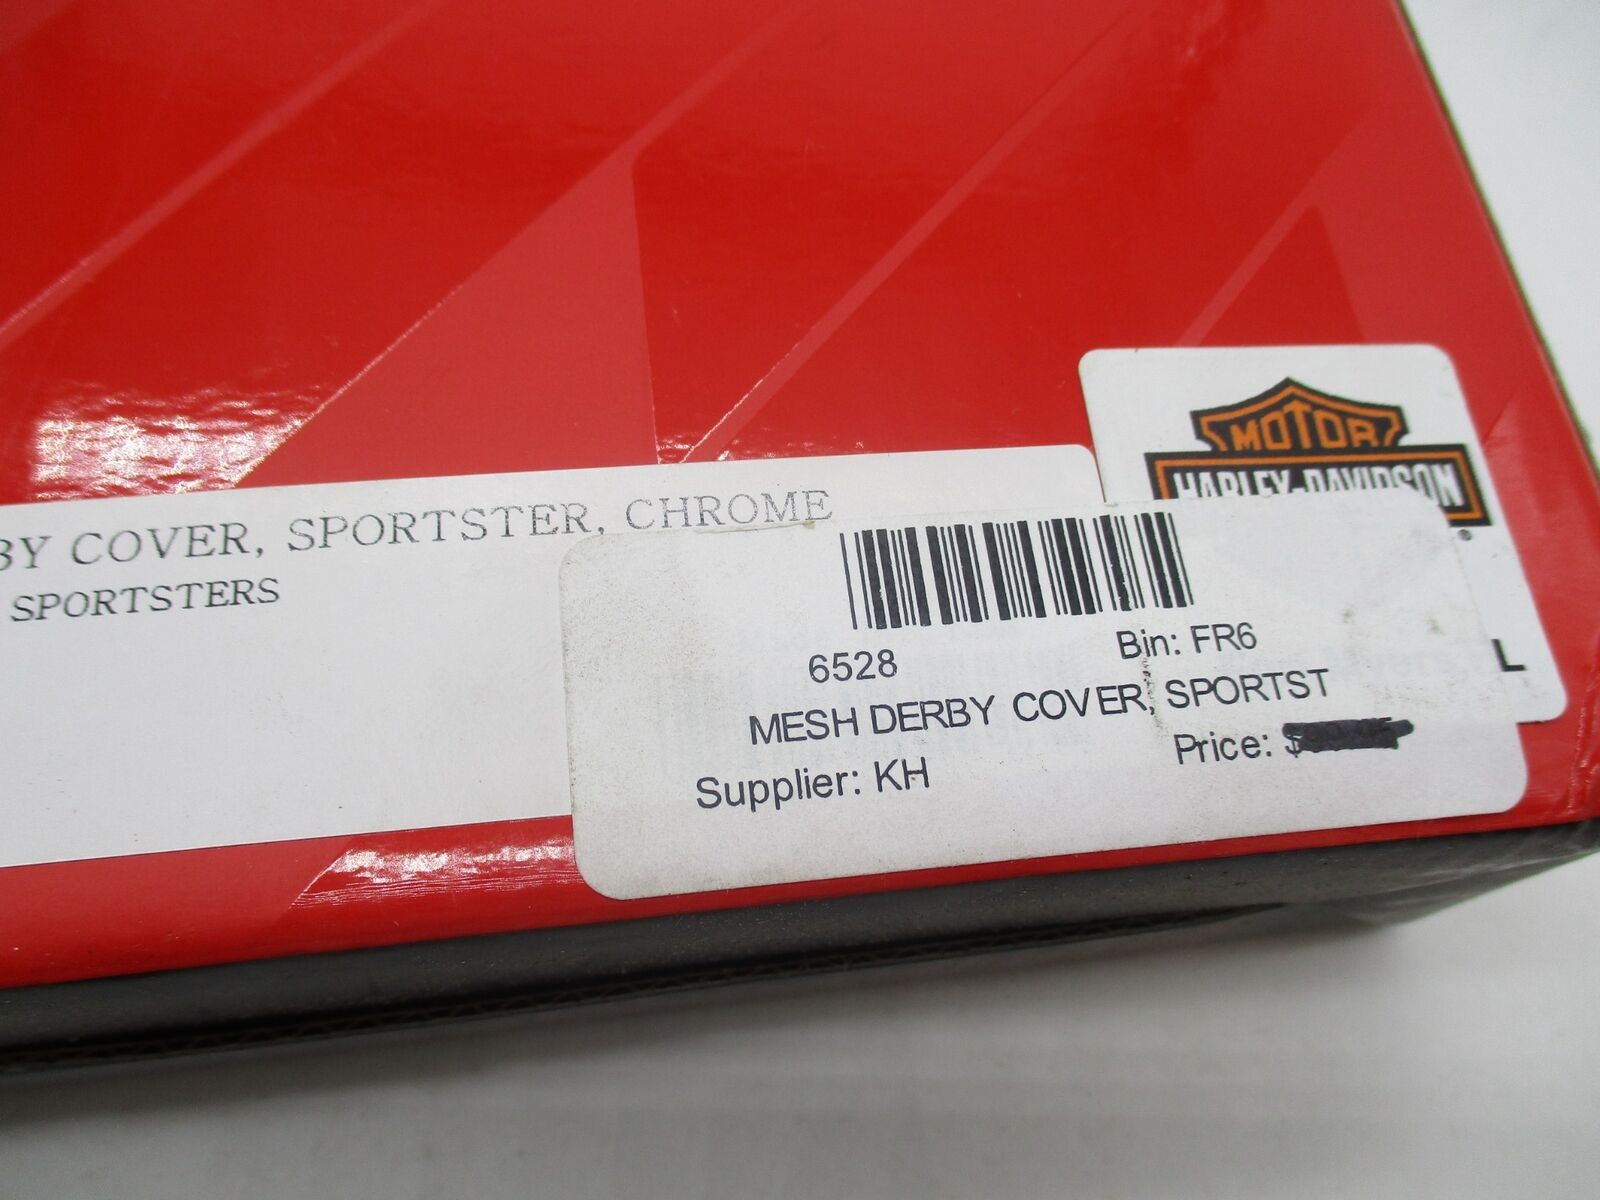 BY COVER, SPORTSTER, CHROME
SPORTSTERS
MOTOR
HARLEY-DAVIDSON
L
6528
Bin: FR6
MESH DERBY COVER, SPORTST
Supplier: KH
Price: $